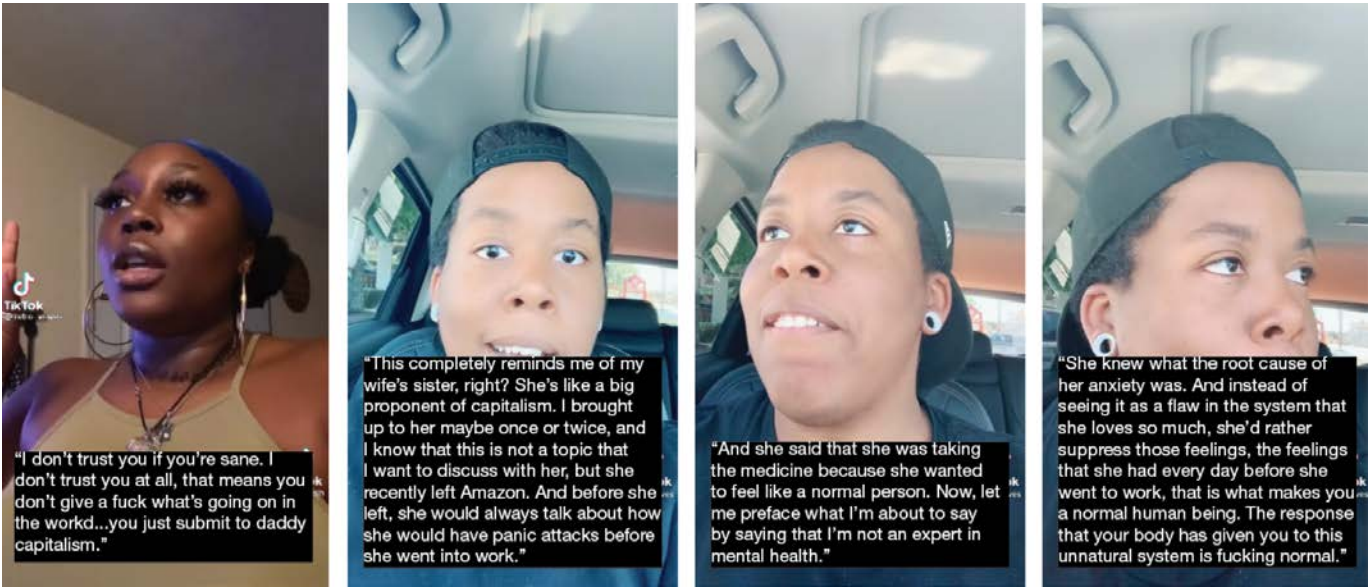 TikTok
“I don’t trust you if you’re sane. I
don’t trust you at all, that means you
don’t give a fuck what’s going on in
the workd...you just submit to daddy
capitalism.”
“This completely reminds me of my
wife’s sister, right? She’s like a big
proponent of capitalism. I brought
up to her maybe once or twice, and
I know that this is not a topic that
I want to discuss with her, but she
recently left Amazon. And before she
left, she would always talk about how
she would have panic attacks before
she went into work.”
“And she said that she was taking
the medicine because she wanted
to feel like a normal person. Now, let
me preface what I’m about to say
by saying that I’m not an expert in
mental health.”
“She knew what the root cause of
her anxiety was. And instead of
seeing it as a flaw in the system that
she loves so much, she’d rather
suppress those feelings, the feelings
that she had every day before she
went to work, that is what makes you
a normal human being. The response
that your body has given you to this
unnatural system is fucking normal.”